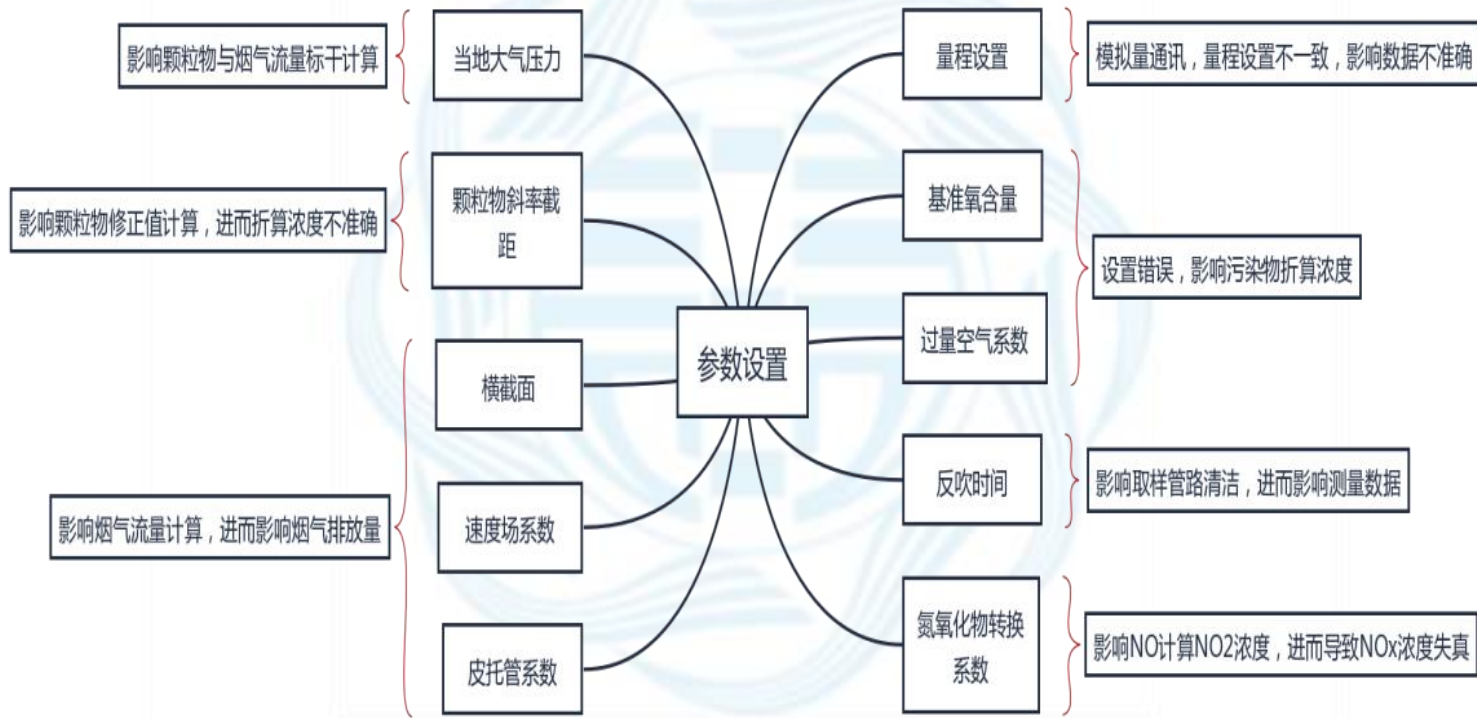 影响颗粒物与烟气流量标干计算
当地大气压力
量程设置
模拟量通讯，量程设置不一致，影响数据不准确
影响颗粒物修正值计算，进而折算浓度不准确
颗粒物斜率截
距
基准氧含量
设置错误，影响污染物折算浓度
过量空气系数
参数设置
横截面
影响烟气流量计算，进而影响烟气排放量
速度场系数
皮托管系数
反吹时间
影响取样管路清洁，进而影响测量数据
氮氧化物转换
系数
影响NO计算NO2浓度，进而导致NOx浓度失真